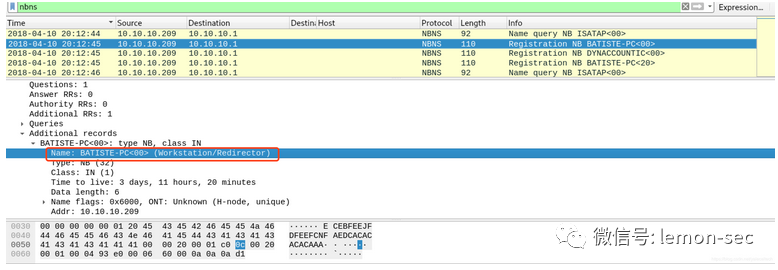 nbns
Expression...
Time Source Destination Destin: Host Protocol Length Info
2018-04-10 20:12:44 10.10.10.209 10.10.10.1 NBNS 92 Name query NB ISATAP<00>
2018-04-10 20:12:45 10.10.10.209 10.10.10.1 NBNS 110 Registration NB BATISTE-PC<00>
2018-04-10 20:12:45 10.10.10.209 10.10.10.1 NBNS 110 Registration NB DYNACCOUNTIC<00>
2018-04-10 20:12:45 10.10.10.209 10.10.10.1 NBNS 110 Registration NB BATISTE-PC<20>
2018-04-10 20:12:46 10.10.10.209 10.10.10.1 NBNS 92 Name query NB ISATAP<00>
Questions: 1
Answer RRs: 0
Authority RRs: 0
Additional RRs: 1
Queries
Additional records
BATISTE-PC<00>: type NB, class IN
Name: BATISTE-PC<00> (Workstation/Redirector)
Type: NB (32)
Class: IN (1)
Time to live: 3 days, 11 hours, 20 minutes
Data length: 6
Name flags: 0x6000, ONT: Unknown (H-node, unique)
Addr: 10.10.10.209
0030 00 00 00 00 00 01 20 45 43 45 42 46 45 45 4a 46 ······ E CEBFEEJF
0040 44 46 45 45 46 43 4e 46 41 45 44 43 41 43 41 43 DFEEFCNF AEDCACAC
0050 41 43 41 43 41 41 41 00 00 20 00 01 c0 0c 00 20 ACACAAA· · ····
0060 00 01 00 04 93 e0 00 06 60 00 0a 0a 0a d1 ········ `·····
微信号: lemon-sec